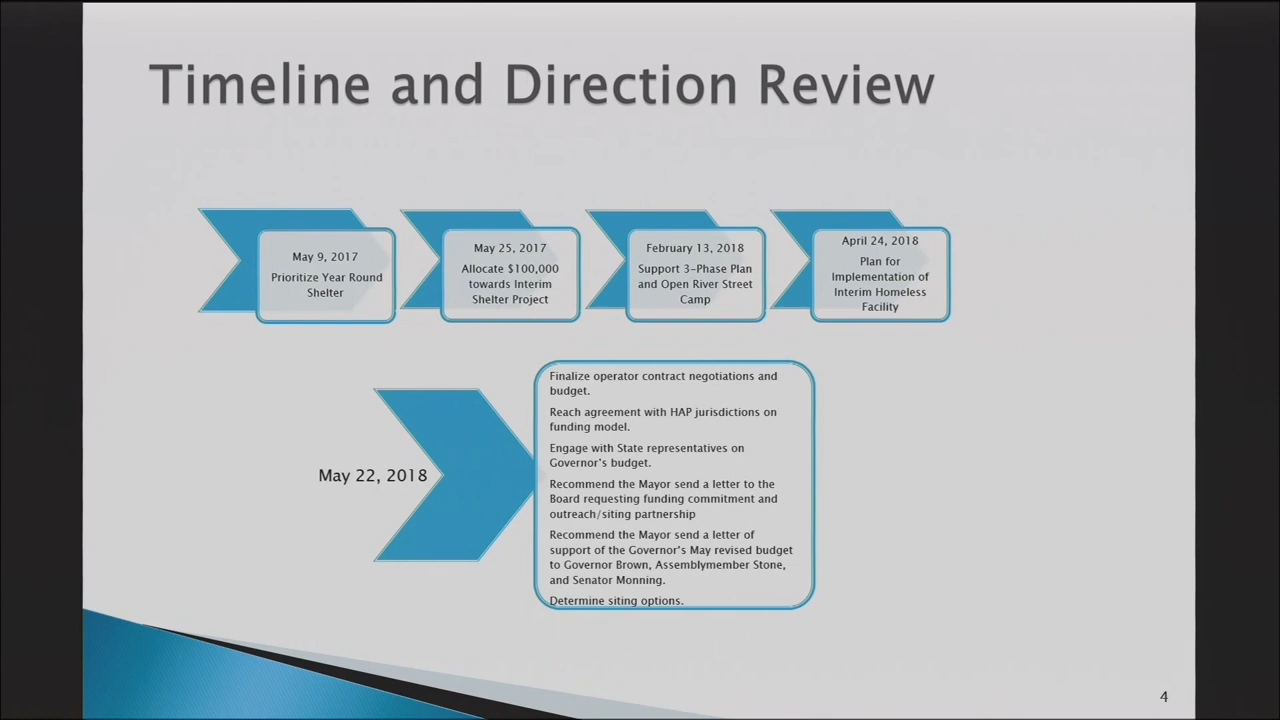 Timeline and Direction Review
May 9, 2017
Prioritize Year Round
Shelter
May 25, 2017
Allocate $100,000
towards Interim
Shelter Project
February 13, 2018
Support 3-Phase Plan
and Open River Street
Camp
April 24, 2018
Plan for
Implementation of
Interim Homeless
Facility
May 22, 2018
Finalize operator contract negotiations and
budget.
Reach agreement with HAP jurisdictions on
funding model.
Engage with State representatives on
Governor's budget.
Recommend the Mayor send a letter to the
Board requesting funding commitment and
outreach/siting partnership
Recommend the Mayor send a letter of
support of the Governor's May revised budget
to Governor Brown, Assemblymember Stone,
and Senator Monning.
Determine siting options.
4